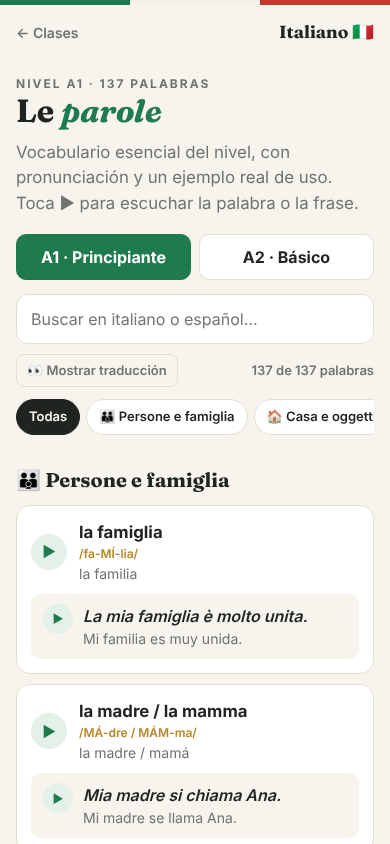 ← Clases
Italiano 🇮🇹
NIVEL A1 · 137 PALABRAS
Le parole
Vocabulario esencial del nivel, con
pronunciación y un ejemplo real de uso.
Toca ▶ para escuchar la palabra o la frase.
A1 · Principiante
A2 · Básico
Buscar en italiano o español...
👀 Mostrar traducción
137 de 137 palabras
Todas
👪 Persone e famiglia
🏠 Casa e oggett
👪 Persone e famiglia
la famiglia
/fa-MÍ-lia/
la familia
La mia famiglia è molto unita.
Mi familia es muy unida.
la madre / la mamma
/MÁ-dre / MÁM-ma/
la madre / mamá
Mia madre si chiama Ana.
Mi madre se llama Ana.